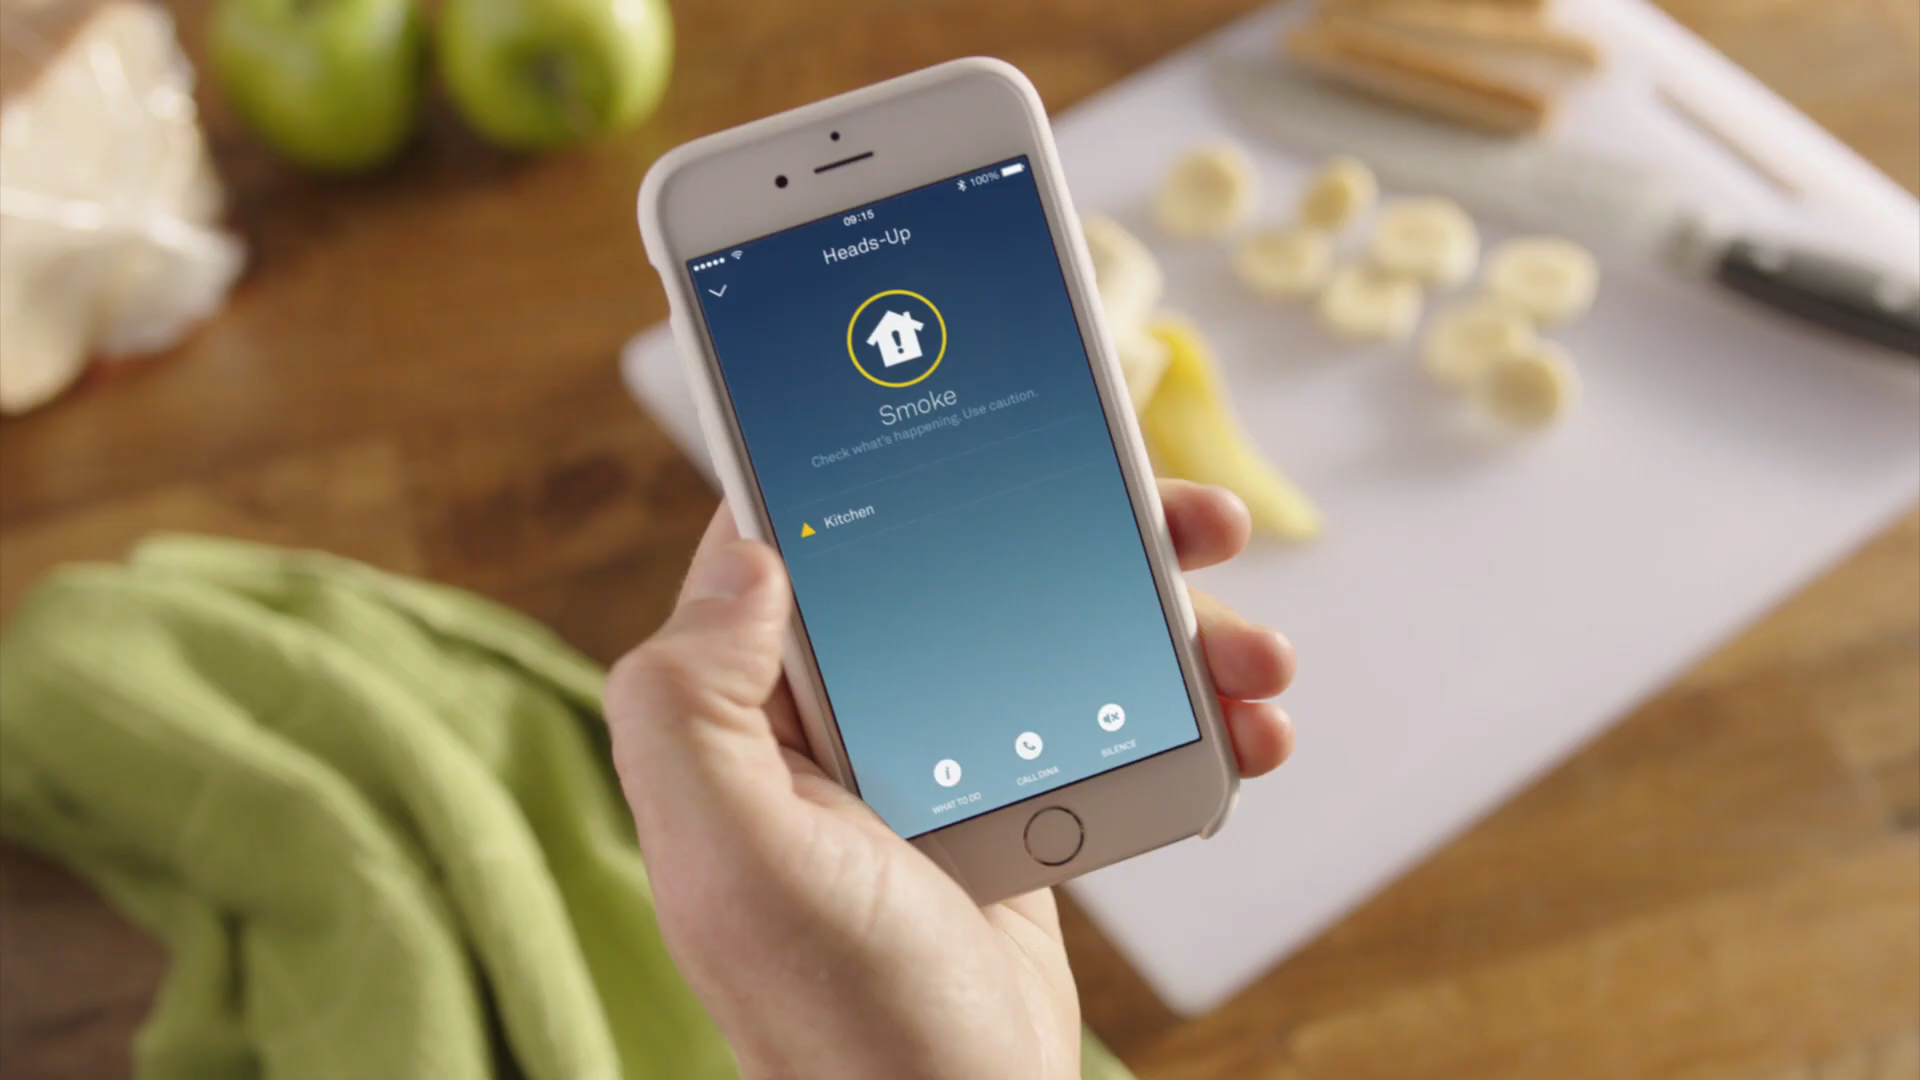 09:15
100%
Heads-Up
!
Smoke
Check what's happening. Use caution.
Kitchen
i
WHAT TO DO
CALL DINA
SILENCE